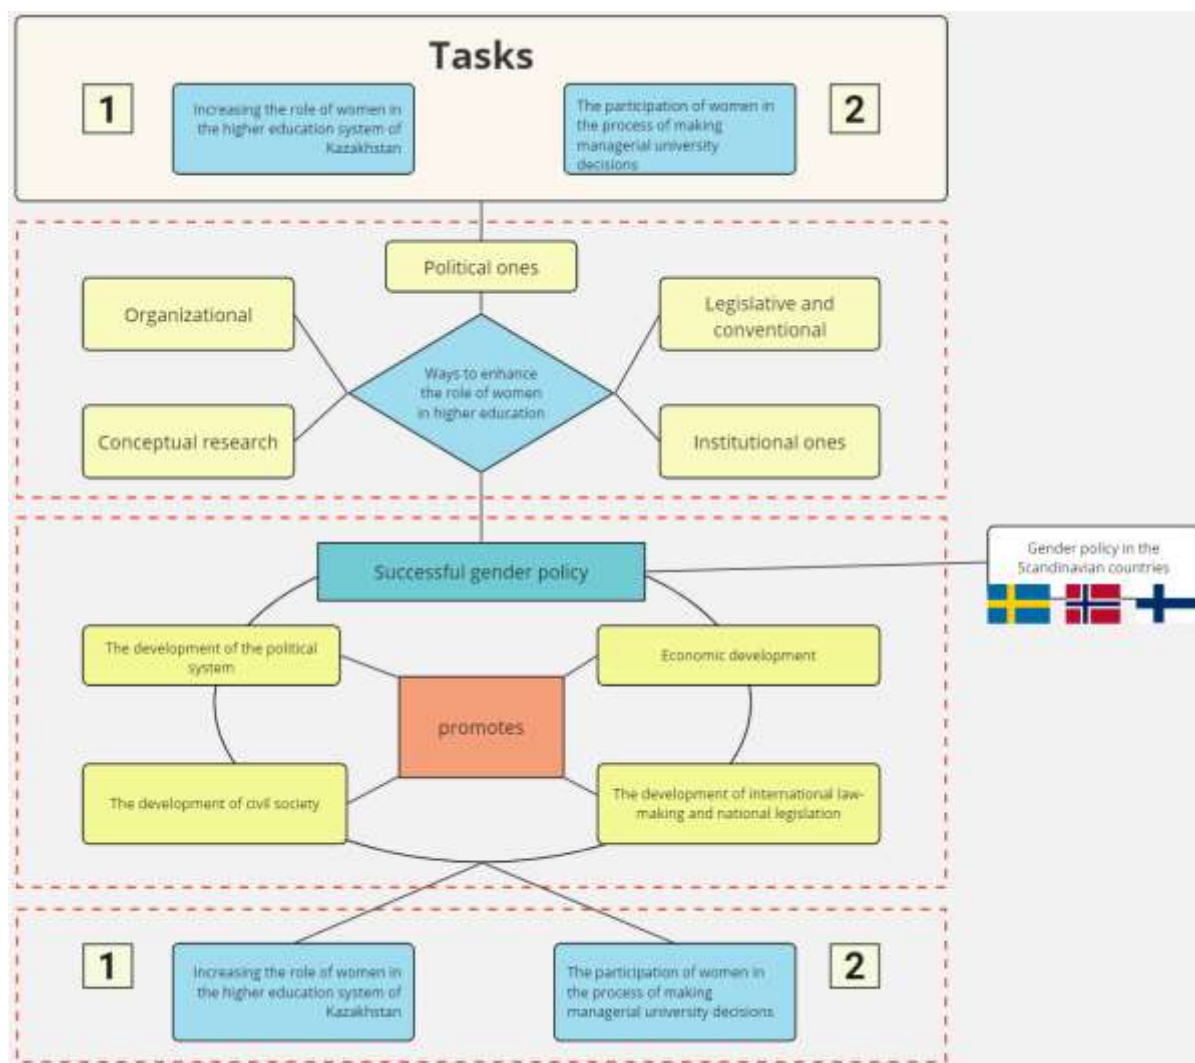 Tasks
1
Increasing the role of women in
the higher education system of
Kazakhstan
The participation of women in
the process of making
managerial university
decisions
2
Political ones
Organizational
Legislative and
conventional
Ways to enhance
the role of women
in higher education
Conceptual research
Institutional ones
Successful gender policy
Gender policy in the
Scandinavian countries
The development of the political
system
Economic development
promotes
The development of civil society
The development of international law-
making and national legislation
1
Increasing the role of women in
the higher education system of
Kazakhstan
The participation of women in
the process of making
managerial university decisions
2